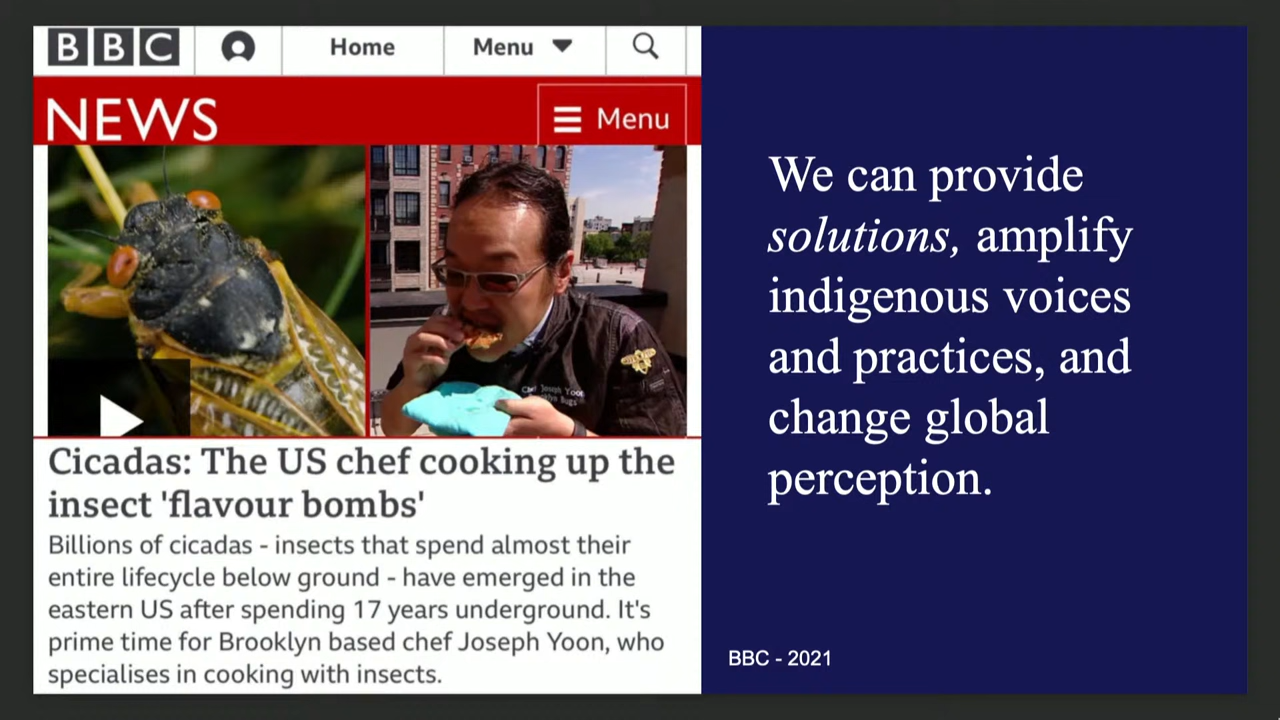 BBC
Home
Menu
NEWS
Menu
Chef Joseph Yoon
Cicadas: The US chef cooking up the
insect 'flavour bombs'
Billions of cicadas - insects that spend almost their
entire lifecycle below ground - have emerged in the
eastern US after spending 17 years underground. It's
prime time for Brooklyn based chef Joseph Yoon, who
specialises in cooking with insects.
We can provide
solutions, amplify
indigenous voices
and practices, and
change global
perception.
BBC - 2021